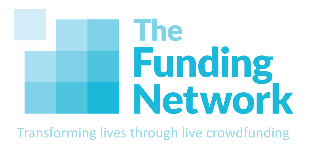 The
Funding
Network
Transforming lives through live crowdfunding